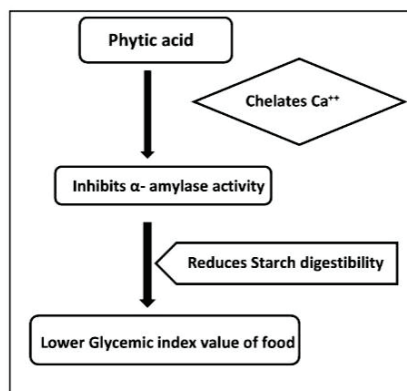 Phytic acid
Chelates Ca⁺⁺
Inhibits α- amylase activity
Reduces Starch digestibility
Lower Glycemic index value of food